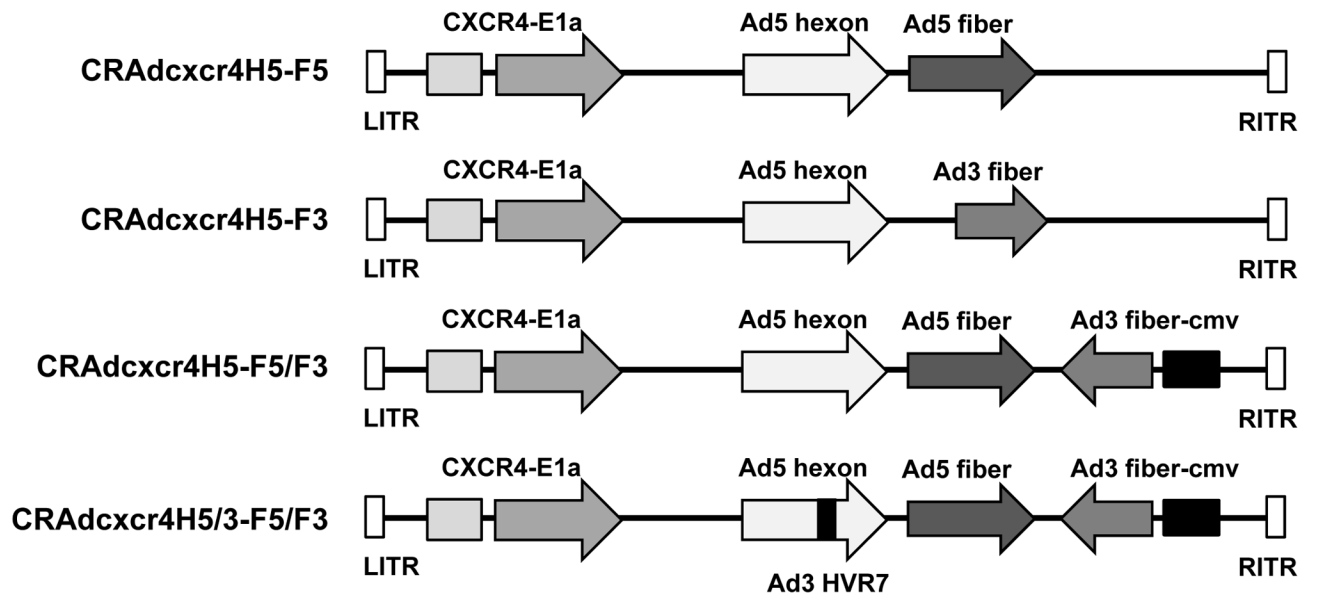 CXCR4-E1a Ad5 hexon Ad5 fiber
CRAdcxcr4H5-F5
LITR RITR
CXCR4-E1a Ad5 hexon Ad3 fiber
CRAdcxcr4H5-F3
LITR RITR
CXCR4-E1a Ad5 hexon Ad5 fiber Ad3 fiber-cmv
CRAdcxcr4H5-F5/F3
LITR RITR
CXCR4-E1a Ad5 hexon Ad5 fiber Ad3 fiber-cmv
CRAdcxcr4H5/3-F5/F3
LITR RITR
Ad3 HVR7